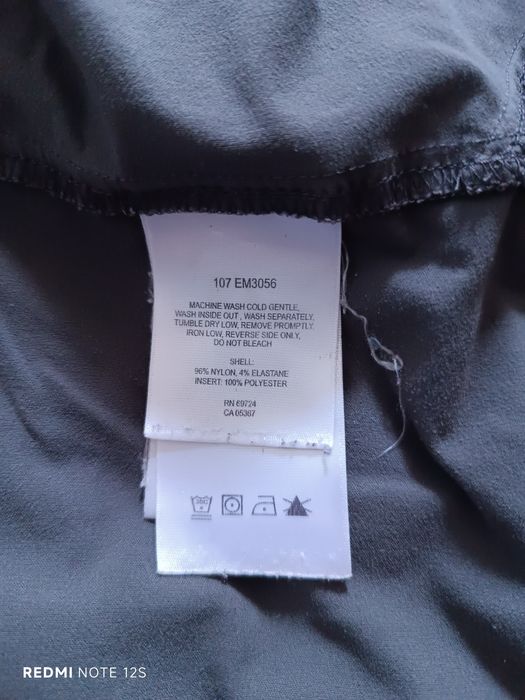 107 EM3056
MACHINE WASH COLD GENTLE,
WASH INSIDE OUT , WASH SEPARATELY,
TUMBLE DRY LOW, REMOVE PROMPTLY,
IRON LOW, REVERSE SIDE ONLY,
DO NOT BLEACH
SHELL:
96% NYLON, 4% ELASTANE
INSERT: 100% POLYESTER
RN 69724
CA 05367
REDMI NOTE 12S